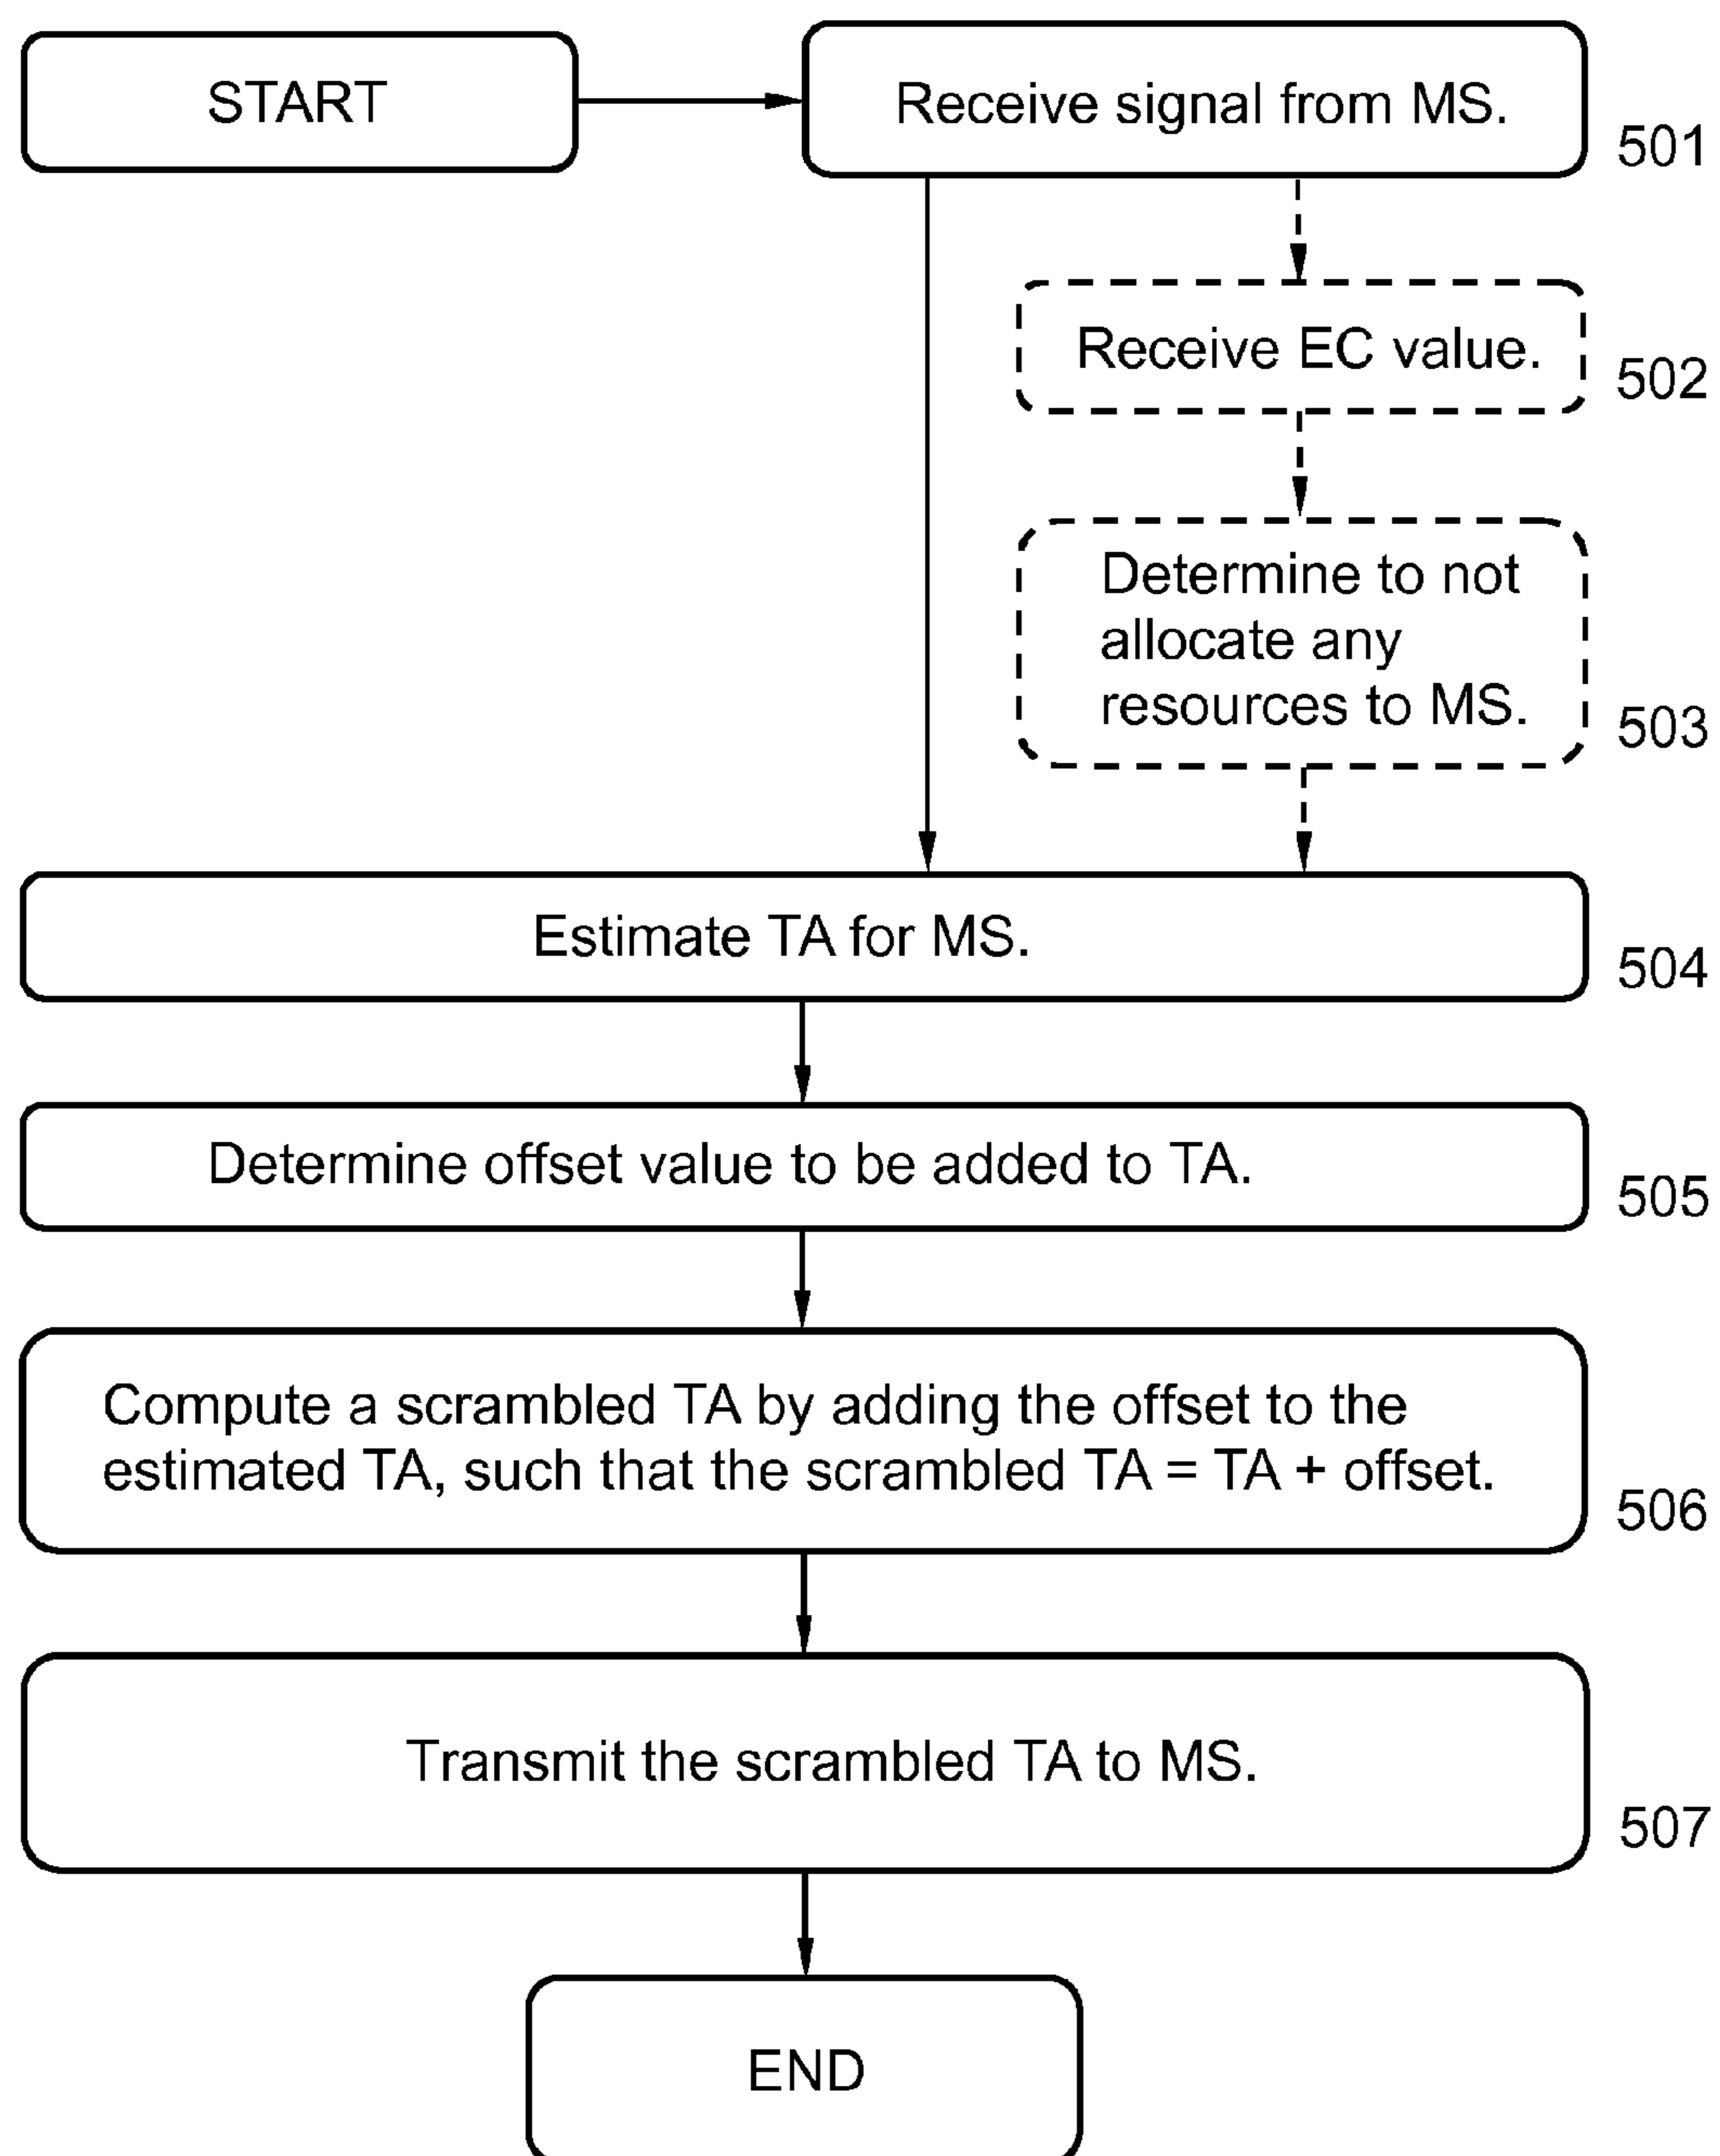 START
Receive signal from MS.
501
Receive EC value.
502
Determine to not
allocate any
resources to MS.
503
Estimate TA for MS.
504
Determine offset value to be added to TA.
505
Compute a scrambled TA by adding the offset to the
estimated TA, such that the scrambled TA = TA + offset.
506
Transmit the scrambled TA to MS.
507
END